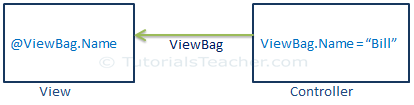 @ViewBag.Name
ViewBag
ViewBag.Name = "Bill"
© TutorialsTeacher.com
View
Controller